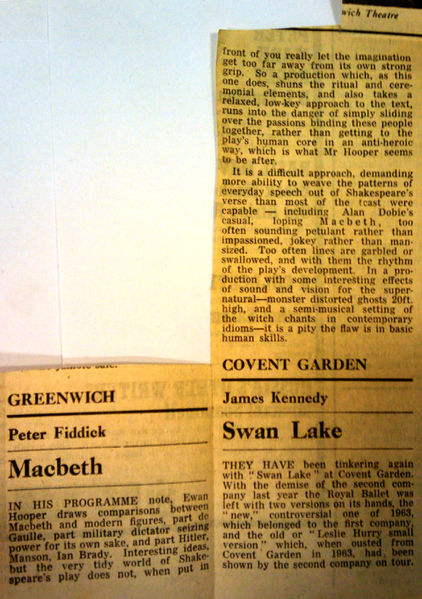 wich Theatre
GREENWICH
Peter Fiddick
Macbeth
IN HIS PROGRAMME note, Ewan
Hooper draws comparisons between
Macbeth and modern figures, part de
Gaulle, part military dictator seizing
power for its own sake, and part Hitler,
Manson, Ian Brady. Interesting ideas,
but the very tidy world of Shake-
speare's play does not, when put in
front of you really let the imagination
get too far away from its own strong
grip. So a production which, as this
one does, shuns the ritual and cere-
monial elements, and also takes a
relaxed, low-key approach to the text,
runs into the danger of simply sliding
over the passions binding these people
together, rather than getting to the
play's human core in an anti-heroic
way, which is what Mr Hooper seems
to be after.
It is a difficult approach, demanding
more ability to weave the patterns of
everyday speech out of Shakespeare's
verse than most of the tcast were
capable — including Alan Dobie's
casual, loping Macbeth, too
often sounding petulant rather than
impassioned, jokey rather than man-
sized. Too often lines are garbled or
swallowed, and with them the rhythm
of the play's development. In a pro-
duction with some interesting effects
of sound and vision for the super-
natural—monster distorted ghosts 20ft.
high, and a semi-musical setting of
the witch chants in contemporary
idioms—it is a pity the flaw is in basic
human skills.
COVENT GARDEN
James Kennedy
Swan Lake
THEY HAVE been tinkering again
with "Swan Lake" at Covent Garden.
With the demise of the second com-
pany last year the Royal Ballet was
left with two versions on its hands, the
"new," controversial one of 1963,
which belonged to the first company,
and the old or "Leslie Hurry small
version" which, when ousted from
Covent Garden in 1963, had been
shown by the second company on tour.